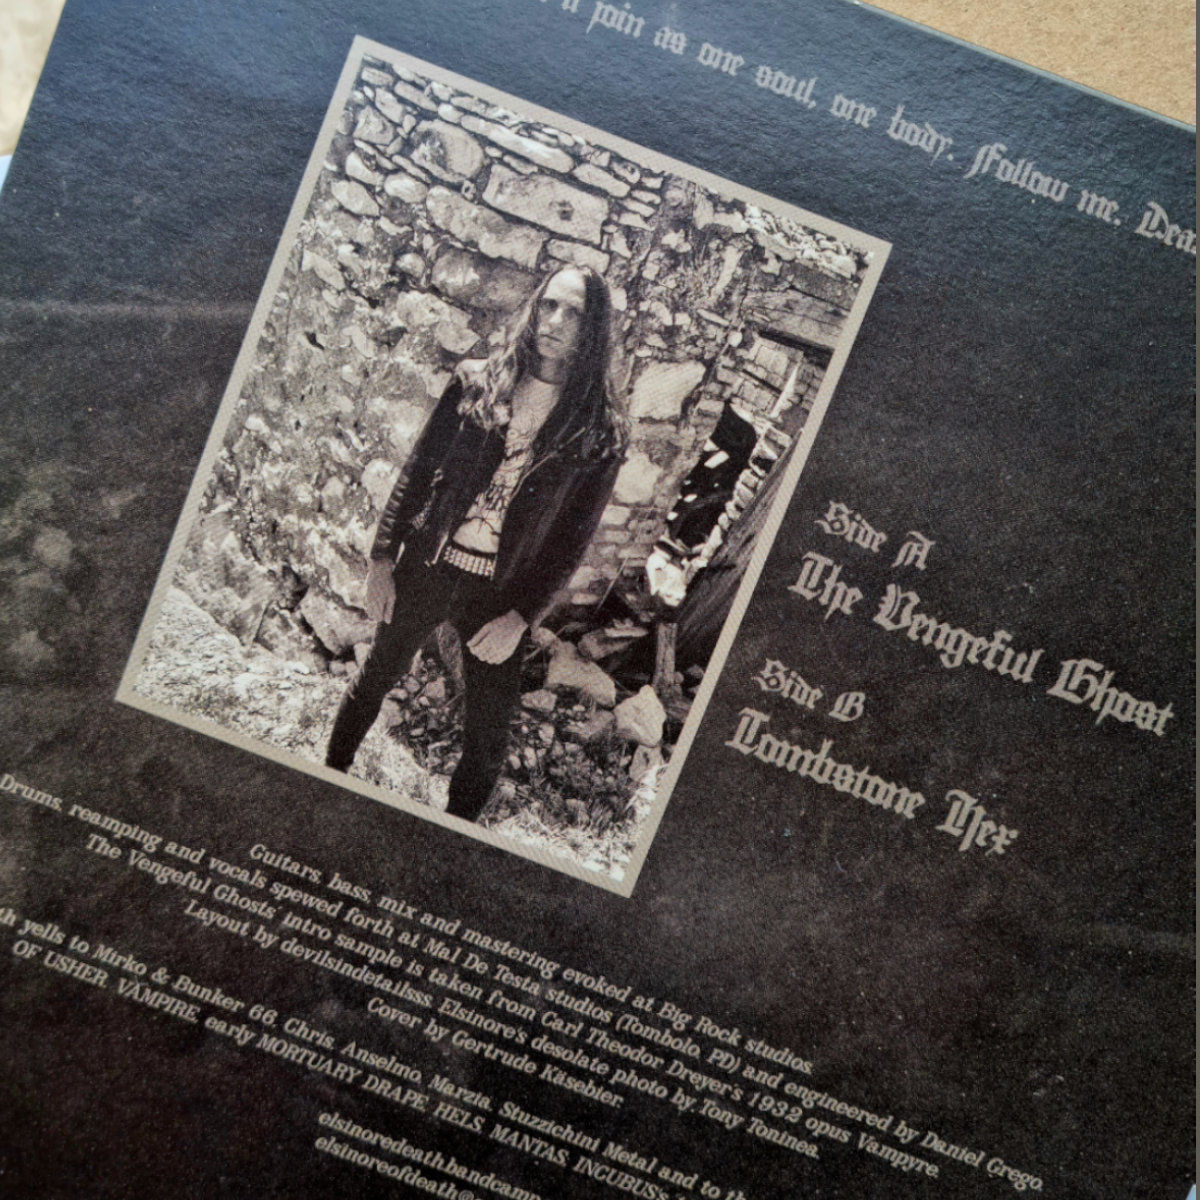 join as one soul, one body. Follow me. Dea
Side A
The Vengeful Ghost
Side B
Tombstone Hex
Guitars, bass, mix and mastering evoked at Big Rock studios.
Drums, reamping and vocals spewed forth at Mal De Testa studios (Tombolo, PD) and engineered by Daniel Grego.
The Vengeful Ghosts' intro sample is taken from Carl Theodor Dreyer's 1932 opus Vampyre.
Layout by devilsindetailsss. Elsinore's desolate photo by Tony Toninea.
Cover by Gertrude Käsebier.
th yells to Mirko & Bunker 66, Chris, Anselmo, Marzia, Stuzzichini Metal and to th
OF USHER, VAMPIRE, early MORTUARY DRAPE, HELS, MANTAS, INCUBUS
elsinoredeath.bandcamp
elsinoreofdeath@